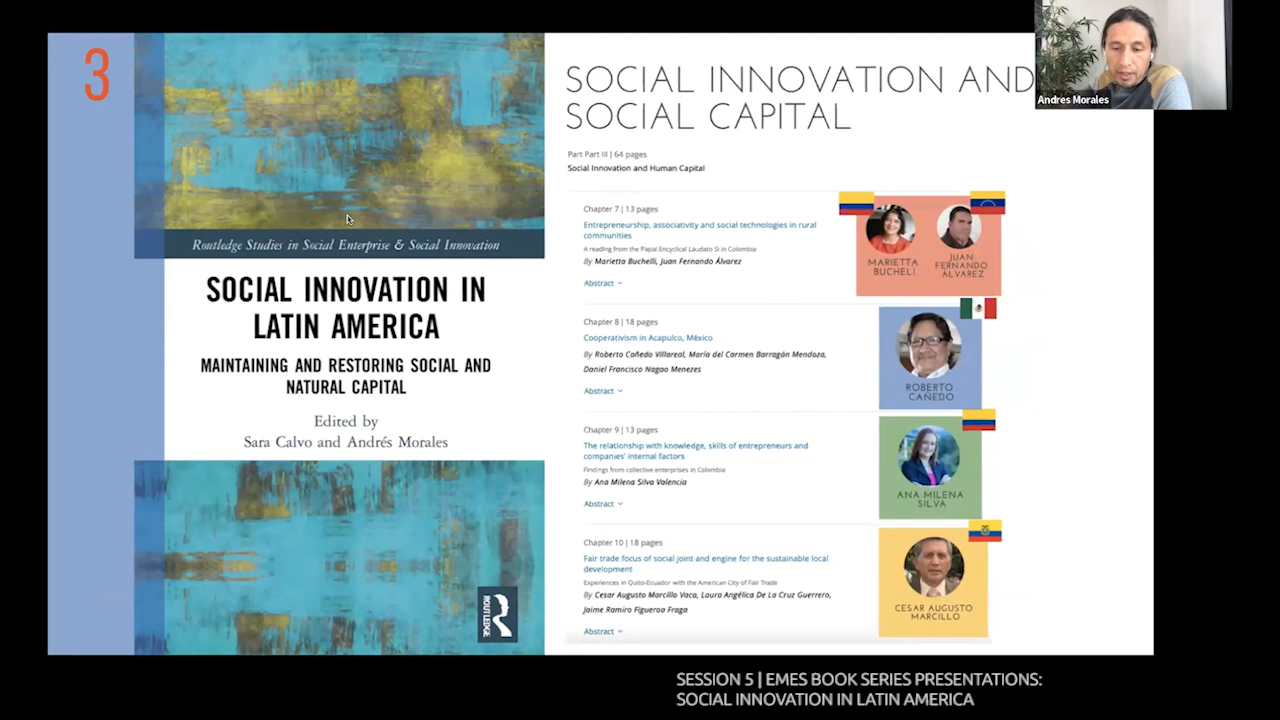 3
Routledge Studies in Social Enterprise & Social Innovation
SOCIAL INNOVATION IN
LATIN AMERICA
MAINTAINING AND RESTORING SOCIAL AND
NATURAL CAPITAL
Edited by
Sara Calvo and Andrés Morales
ROUTLEDGE
SOCIAL INNOVATION AND
SOCIAL CAPITAL
Part Part III | 64 pages
Social Innovation and Human Capital
Chapter 7 | 13 pages
Entrepreneurship, associativity and social technologies in rural
communities
A reading from the Papal Encyclical Laudato Si in Colombia
By Marietta Buchelli, Juan Fernando Álvarez
Abstract
MARIETTA
BUCHELI
JUAN
FERNANDO
ALVAREZ
Chapter 8 | 18 pages
Cooperativism in Acapulco, México
By Roberto Cañedo Villareal, María del Carmen Barragán Mendoza,
Daniel Francisco Nagao Menezes
Abstract
ROBERTO
CAÑEDO
Chapter 9 | 13 pages
The relationship with knowledge, skills of entrepreneurs and
companies' internal factors
Findings from collective enterprises in Colombia
By Ana Milena Silva Valencia
Abstract
ANA MILENA
SILVA
Chapter 10 | 18 pages
Fair trade focus of social joint and engine for the sustainable local
development
Experiences in Quito-Ecuador with the American City of Fair Trade
By Cesar Augusto Marcillo Vaca, Laura Angélica De La Cruz Guerrero,
Jaime Ramiro Figueroa Fraga
Abstract
CESAR AUGUSTO
MARCILLO
Andres Morales
SESSION 5 | EMES BOOK SERIES PRESENTATIONS:
SOCIAL INNOVATION IN LATIN AMERICA